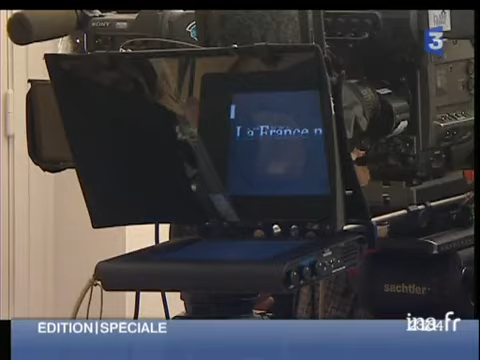 SONY
3
La France n
sachtler
EDITION|SPECIALE
ina.fr